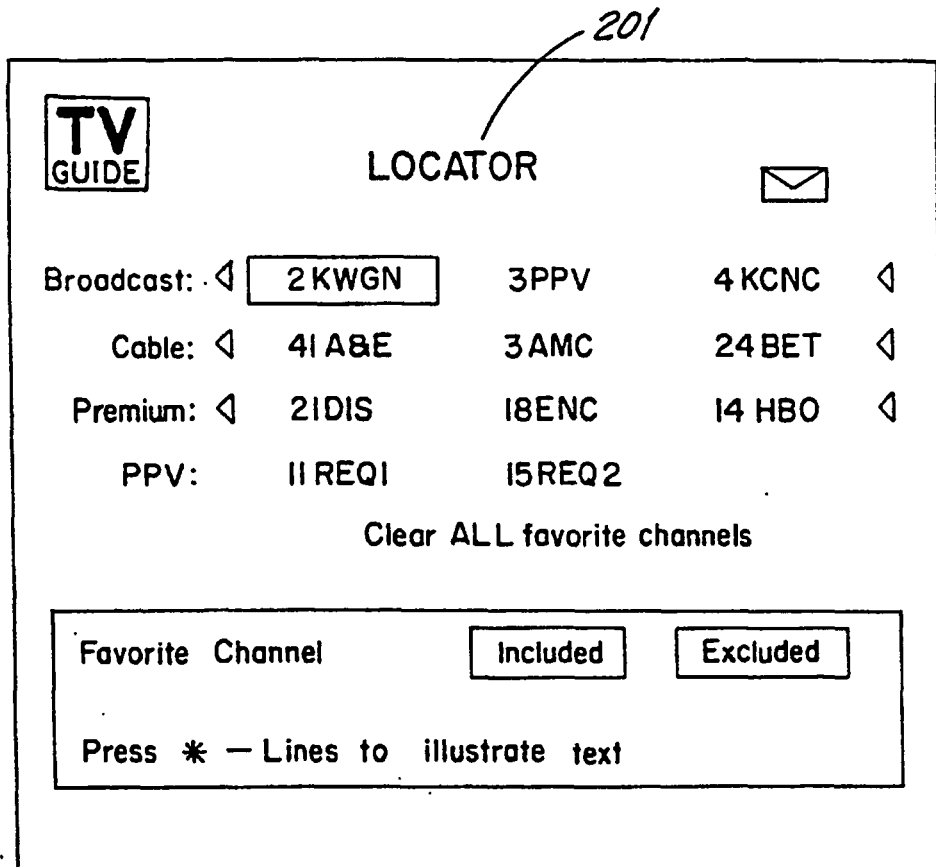 201
TV
GUIDE
LOCATOR
Broadcast: 2 KWGN 3 PPV 4 KCNC
Cable: 41 A&E 3 AMC 24 BET
Premium: 21 DIS 18 ENC 14 HBO
PPV: 11 REQ1 15 REQ2
Clear ALL favorite channels
Favorite Channel Included Excluded
Press * — Lines to illustrate text